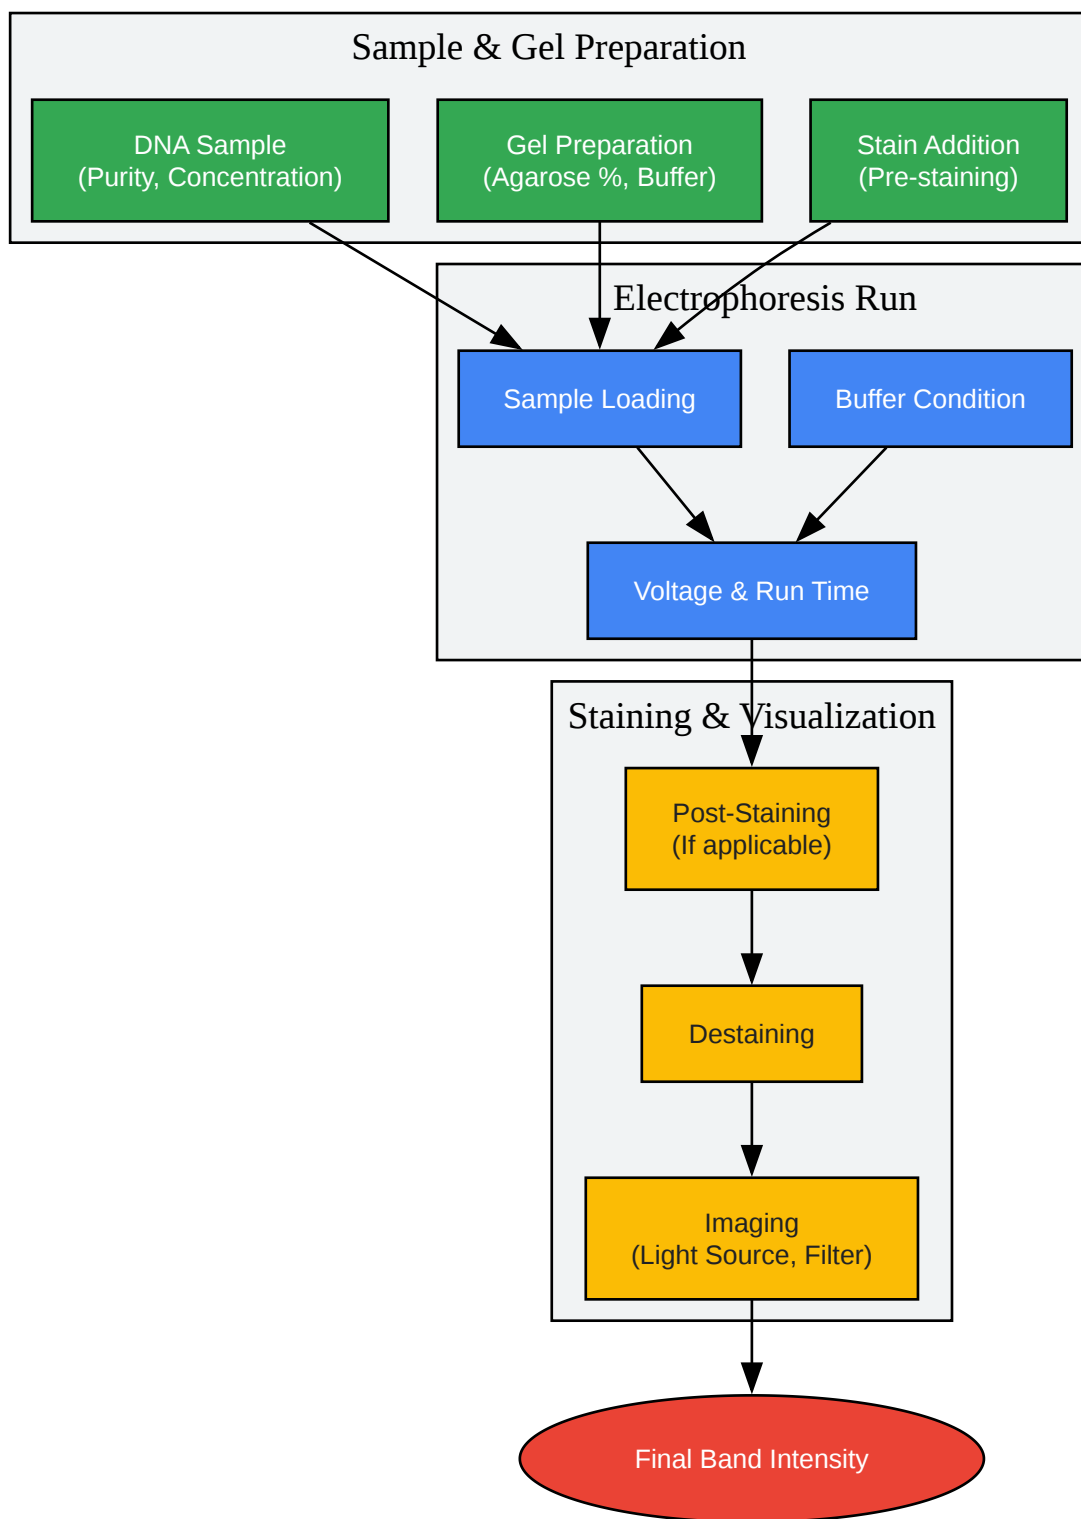 Sample & Gel Preparation
DNA Sample
(Purity, Concentration)
Gel Preparation
(Agarose %, Buffer)
Stain Addition
(Pre-staining)
Electrophoresis Run
Sample Loading
Buffer Condition
Voltage & Run Time
Staining & Visualization
Post-Staining
(If applicable)
Destaining
Imaging
(Light Source, Filter)
Final Band Intensity